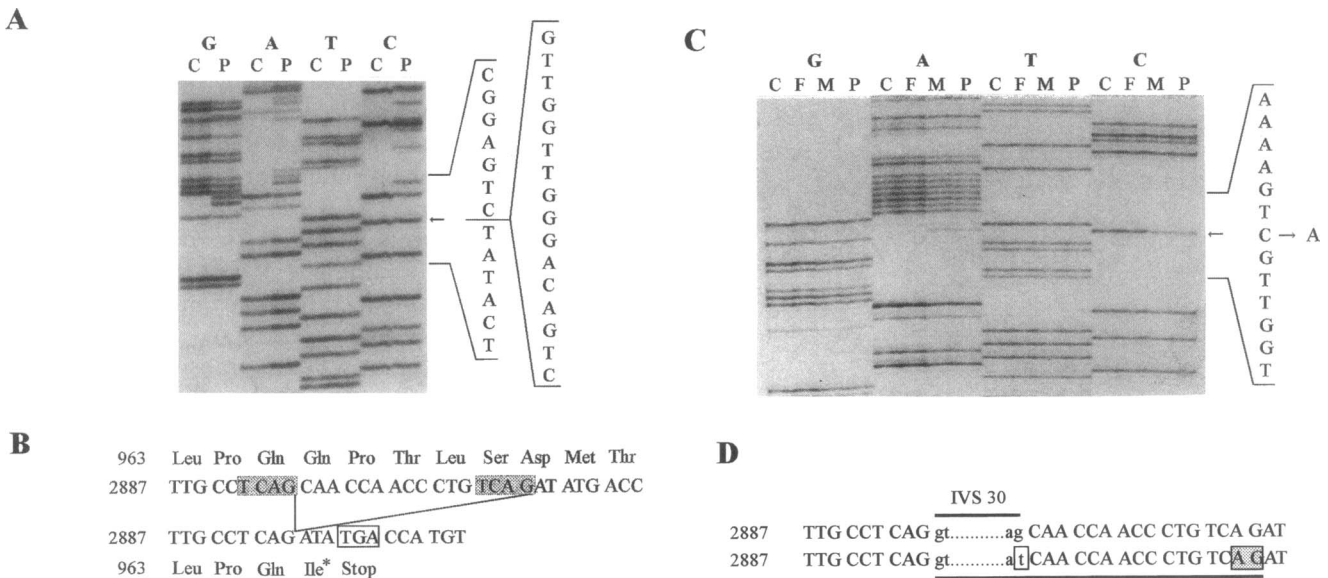 A
G A T C
C P C P C P C P
C
G
G
A
G
T
C
T
A
T
A
C
T
G
T
T
G
G
T
T
G
G
G
A
C
A
G
T
C
←
C
G A T C
C F M P C F M P C F M P C F M P
A
A
A
A
G
T
← C → A
G
T
T
G
G
T
B
963 Leu Pro Gln Gln Pro Thr Leu Ser Asp Met Thr
2887 TTG CCT CAG CAA CCA ACC CTG TCA GAT ATG ACC
2887 TTG CCT CAG ATA TGA CCA TGT
963 Leu Pro Gln Ile* Stop
D
IVS 30
2887 TTG CCT CAG gt..........ag CAA CCA ACC CTG TCA GAT
2887 TTG CCT CAG gt..........at CAA CCA ACC CTG TCA GAT